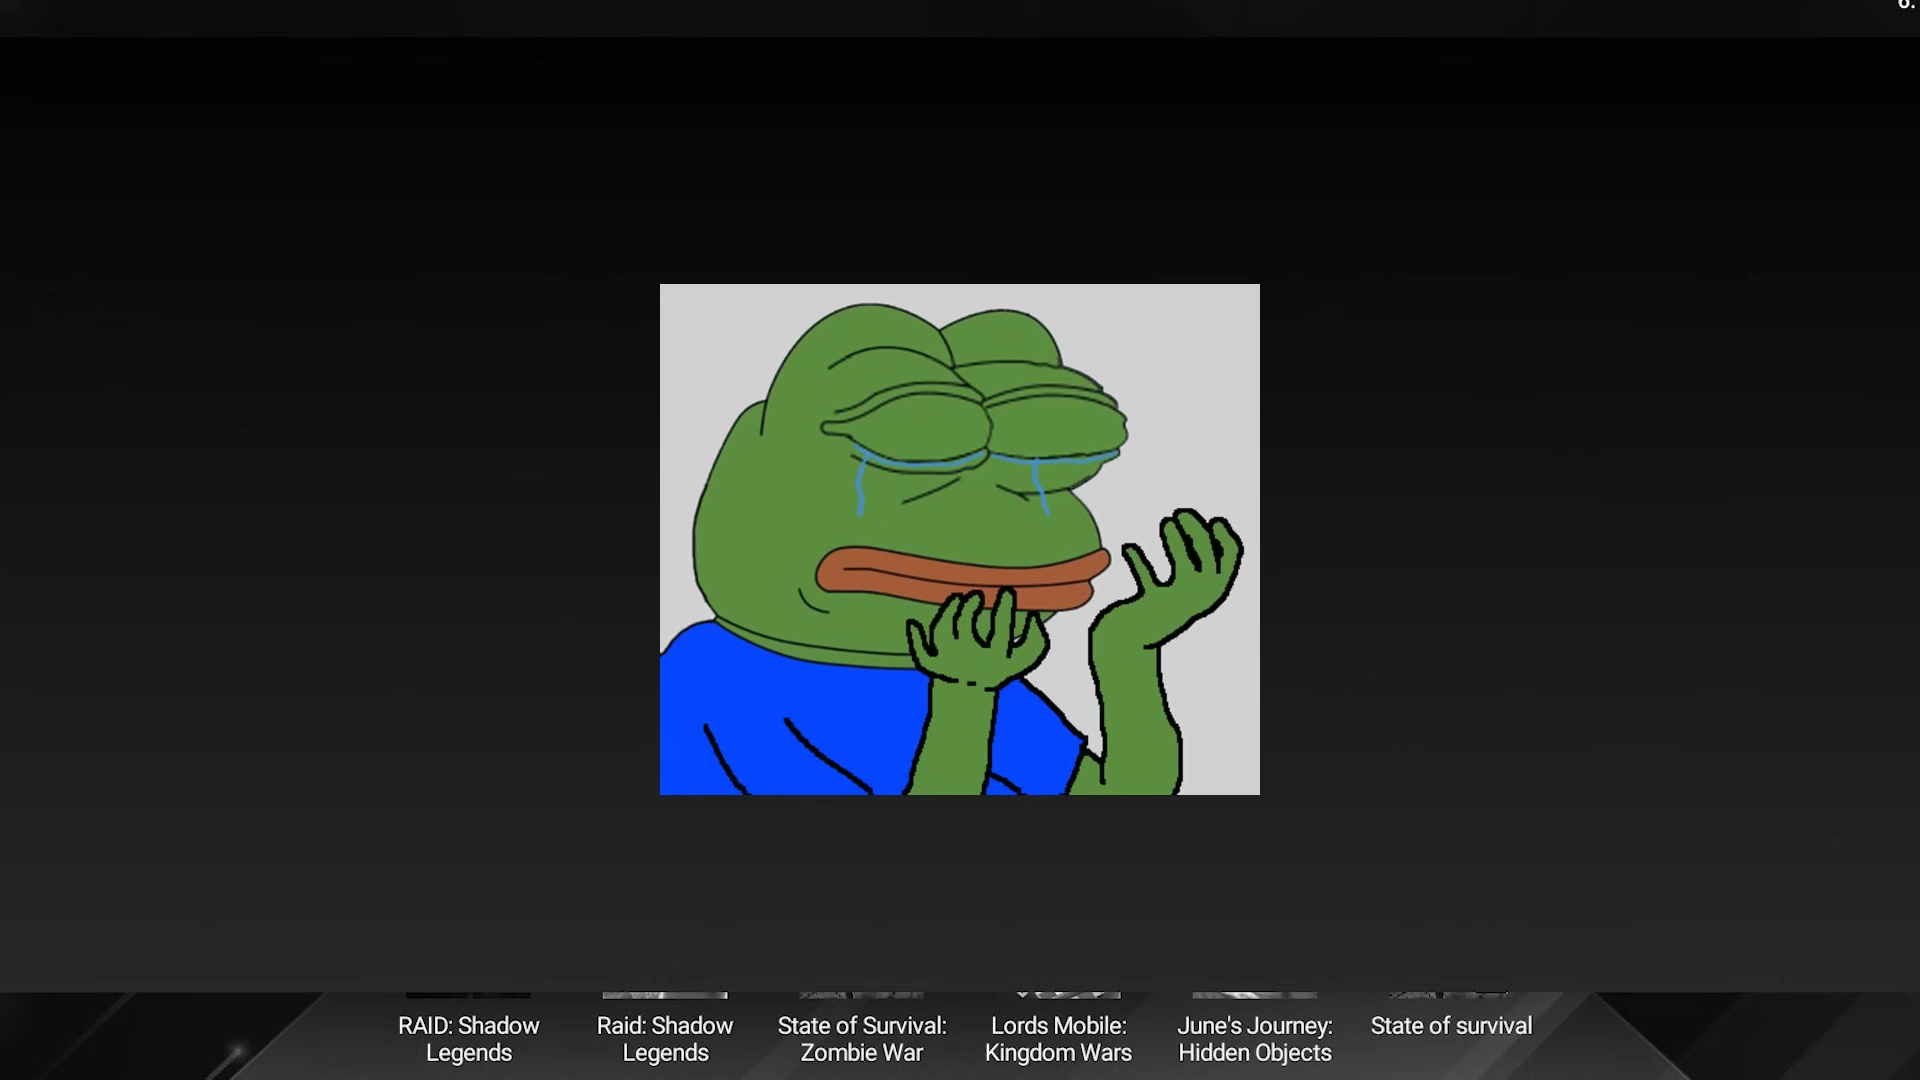 6.
RAID: Shadow
Legends
Raid: Shadow
Legends
State of Survival:
Zombie War
Lords Mobile:
Kingdom Wars
June's Journey:
Hidden Objects
State of survival